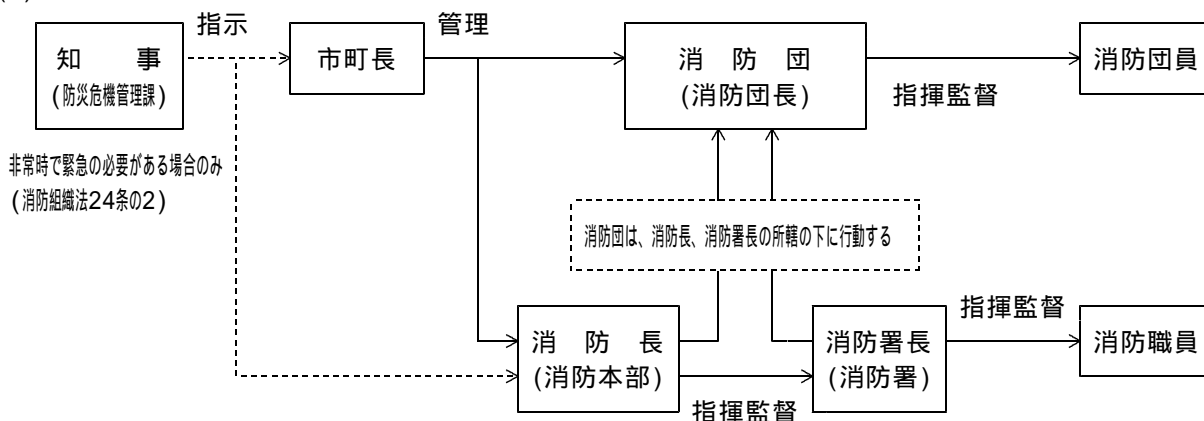 指示
管理
知　事
(防災危機管理課)
市町長
消　防　団
(消防団長)
指揮監督
消防団員
非常時で緊急の必要がある場合のみ
(消防組織法24条の2)
消防団は、消防長、消防署長の所轄の下に行動する
消　防　長
(消防本部)
指揮監督
消防署長
(消防署)
指揮監督
消防職員